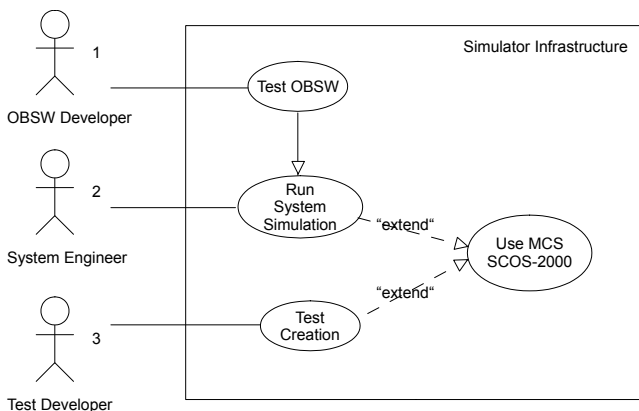 Simulator Infrastructure
1
Test OBSW
OBSW Developer
2
Run
System
Simulation
“extend“
Use MCS
SCOS-2000
System Engineer
“extend“
3
Test
Creation
Test Developer